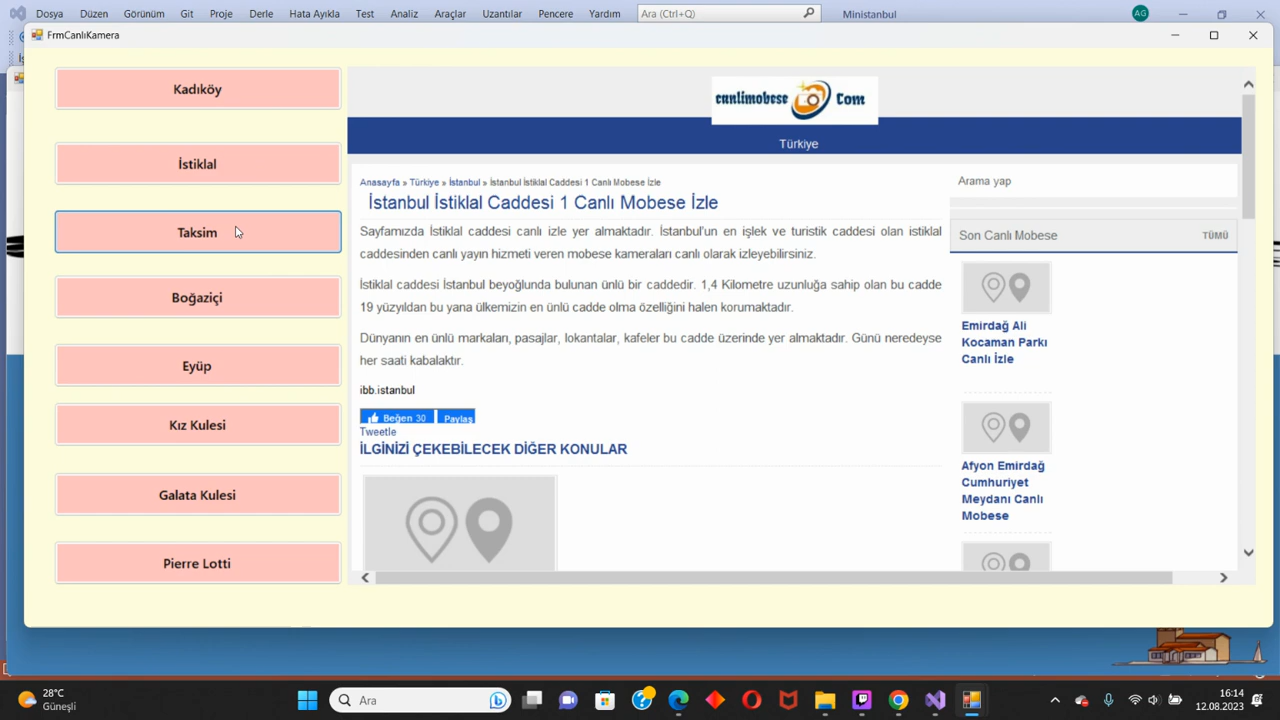 Dosya Düzen Görünüm Git Proje Derle Hata Ayıkla Test Analiz Araçlar Uzantılar Pencere Yardım Ara (Ctrl+Q) Ministanbul AG
FrmCanlıKamera
Kadıköy
İstiklal
Taksim
Boğaziçi
Eyüp
Kız Kulesi
Galata Kulesi
Pierre Lotti
canlimobese Com
Türkiye
Anasayfa » Türkiye » İstanbul » İstanbul İstiklal Caddesi 1 Canlı Mobese İzle
İstanbul İstiklal Caddesi 1 Canlı Mobese İzle
Sayfamızda İstiklal caddesi canlı izle yer almaktadır. İstanbul'un en işlek ve turistik caddesi olan istiklal
caddesinden canlı yayın hizmeti veren mobese kameraları canlı olarak izleyebilirsiniz.
İstiklal caddesi İstanbul beyoğlunda bulunan ünlü bir caddedir. 1,4 Kilometre uzunluğa sahip olan bu cadde
19 yüzyıldan bu yana ülkemizin en ünlü cadde olma özelliğini halen korumaktadır.
Dünyanın en ünlü markaları, pasajlar, lokantalar, kafeler bu cadde üzerinde yer almaktadır. Günü neredeyse
her saati kabalaktır.
ibb.istanbul
Beğen 30 Paylaş
Tweetle
İLGİNİZİ ÇEKEBİLECEK DİĞER KONULAR
Arama yap
Son Canlı Mobese TÜMÜ
Emirdağ Ali
Kocaman Parkı
Canlı İzle
Afyon Emirdağ
Cumhuriyet
Meydanı Canlı
Mobese
28°C
Güneşli
Ara
16:14
12.08.2023